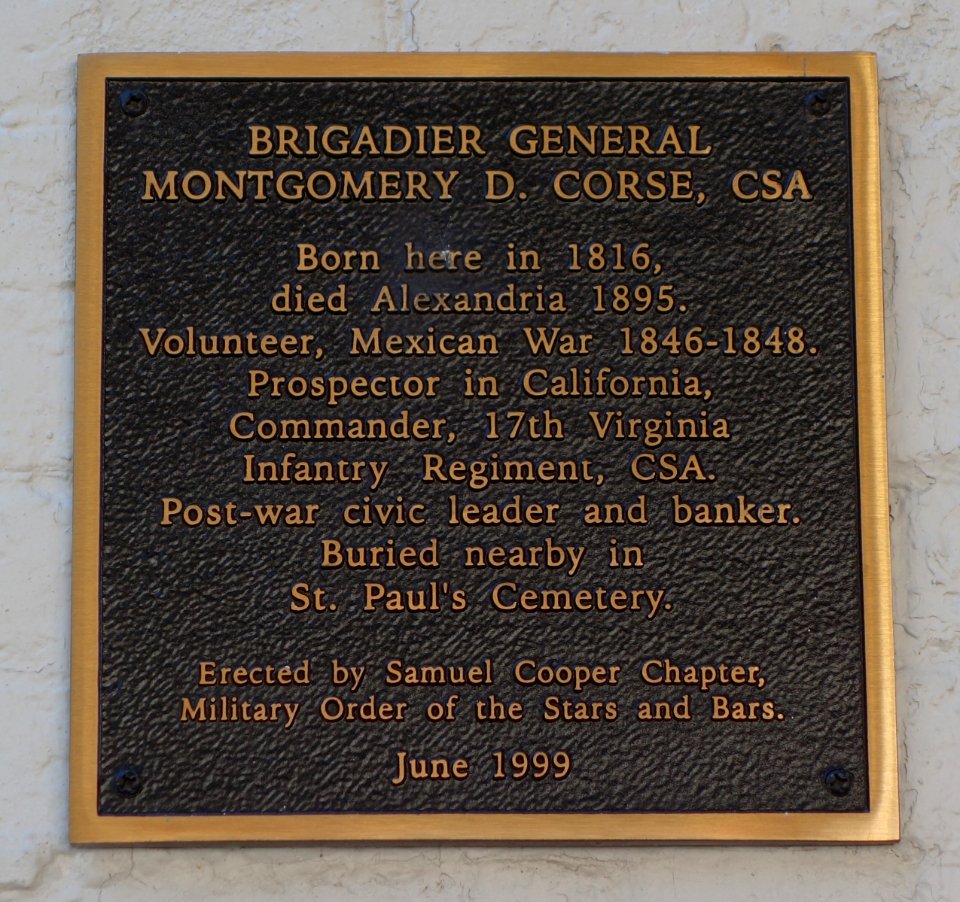 BRIGADIER GENERAL
MONTGOMERY D. CORSE, CSA
Born here in 1816,
died Alexandria 1895.
Volunteer, Mexican War 1846-1848.
Prospector in California,
Commander, 17th Virginia
Infantry Regiment, CSA.
Post-war civic leader and banker.
Buried nearby in
St. Paul's Cemetery.
Erected by Samuel Cooper Chapter,
Military Order of the Stars and Bars.
June 1999